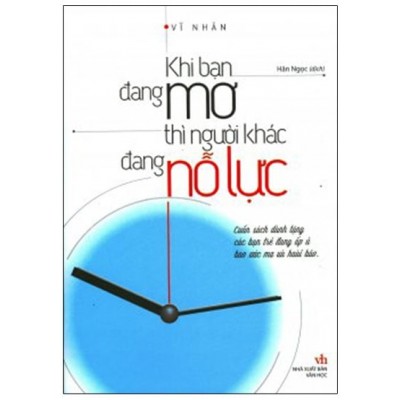 VĨ NHÂN
Khi bạn
Hàn Ngọc (dịch)
đang mơ
thì người khác
đang nỗ lực
Cuốn sách dành tặng
các bạn trẻ đang ấp ủ
bao ước mơ và hoài bão.
vh
NHÀ XUẤT BẢN
VĂN HỌC